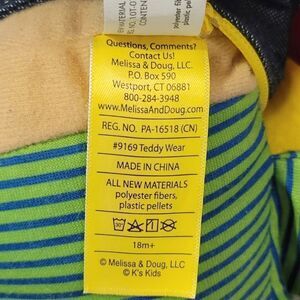 Questions, Comments?
Contact Us!
Melissa & Doug, LLC.
P.O. Box 590
Westport, CT 06881
800-284-3948
www.MelissaAndDoug.com
REG. NO. PA-16518 (CN)
#9169 Teddy Wear
MADE IN CHINA
ALL NEW MATERIALS
polyester fibers,
plastic pellets
18m+
© Melissa & Doug, LLC
© K's Kids